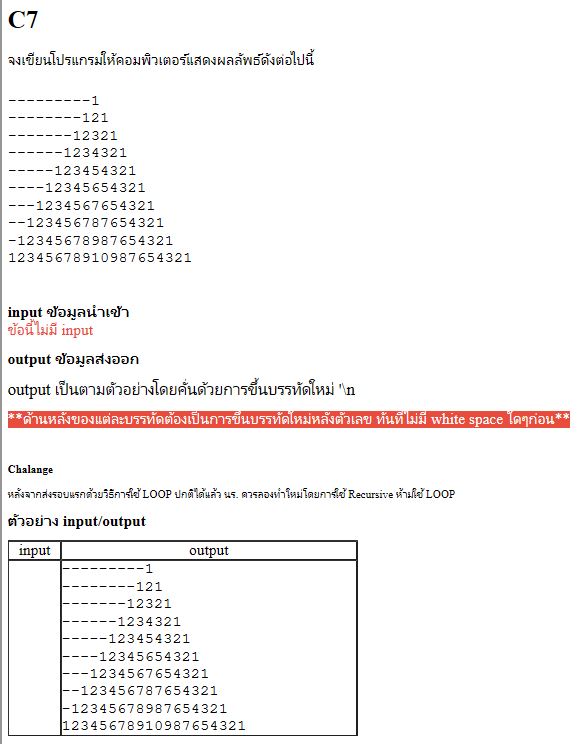 C7
จงเขียนโปรแกรมให้คอมพิวเตอร์แสดงผลลัพธ์ดังต่อไปนี้
---------1
--------121
-------12321
------1234321
-----123454321
----12345654321
---1234567654321
--123456787654321
-12345678987654321
12345678910987654321
input ข้อมูลนำเข้า
ข้อนี้ไม่มี input
output ข้อมูลส่งออก
output เป็นตามตัวอย่างโดยคั่นด้วยการขึ้นบรรทัดใหม่ '\n
**ด้านหลังของแต่ละบรรทัดต้องเป็นการขึ้นบรรทัดใหม่หลังตัวเลข ทันทีไม่มี white space ใดๆก่อน**
Chalange
หลังจากส่งรอบแรกด้วยวิธีการใช้ LOOP ปกติได้แล้ว นร. ควรลองทำใหม่โดยการใช้ Recursive ห้ามใช้ LOOP
ตัวอย่าง input/output
input output
---------1
--------121
-------12321
------1234321
-----123454321
----12345654321
---1234567654321
--123456787654321
-12345678987654321
12345678910987654321